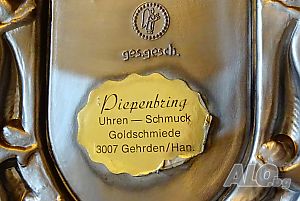 ges.gesch.
Piepenbring
Uhren — Schmuck
Goldschmiede
3007 Gehrden/Han.
ALO.bg